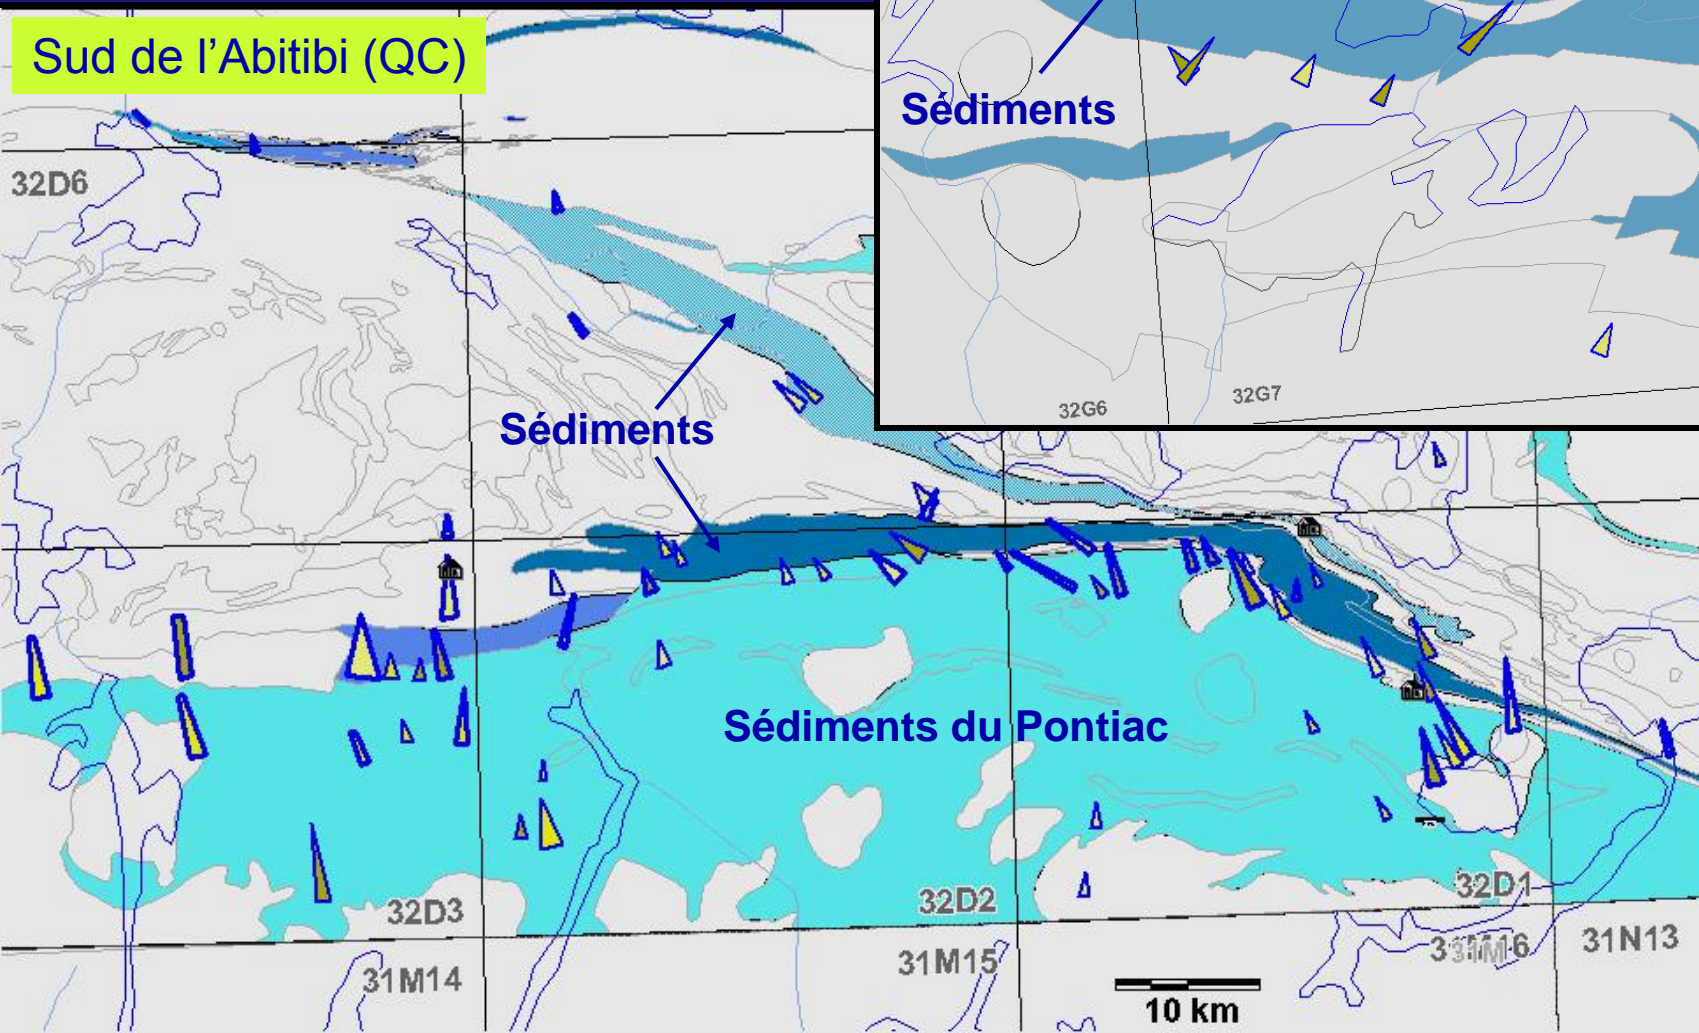 Sud de l'Abitibi (QC)
Sédiments
32D6
32G6
32G7
Sédiments
Sédiments du Pontiac
32D3
32D2
32D1
31M14
31M15
31N13
10 km